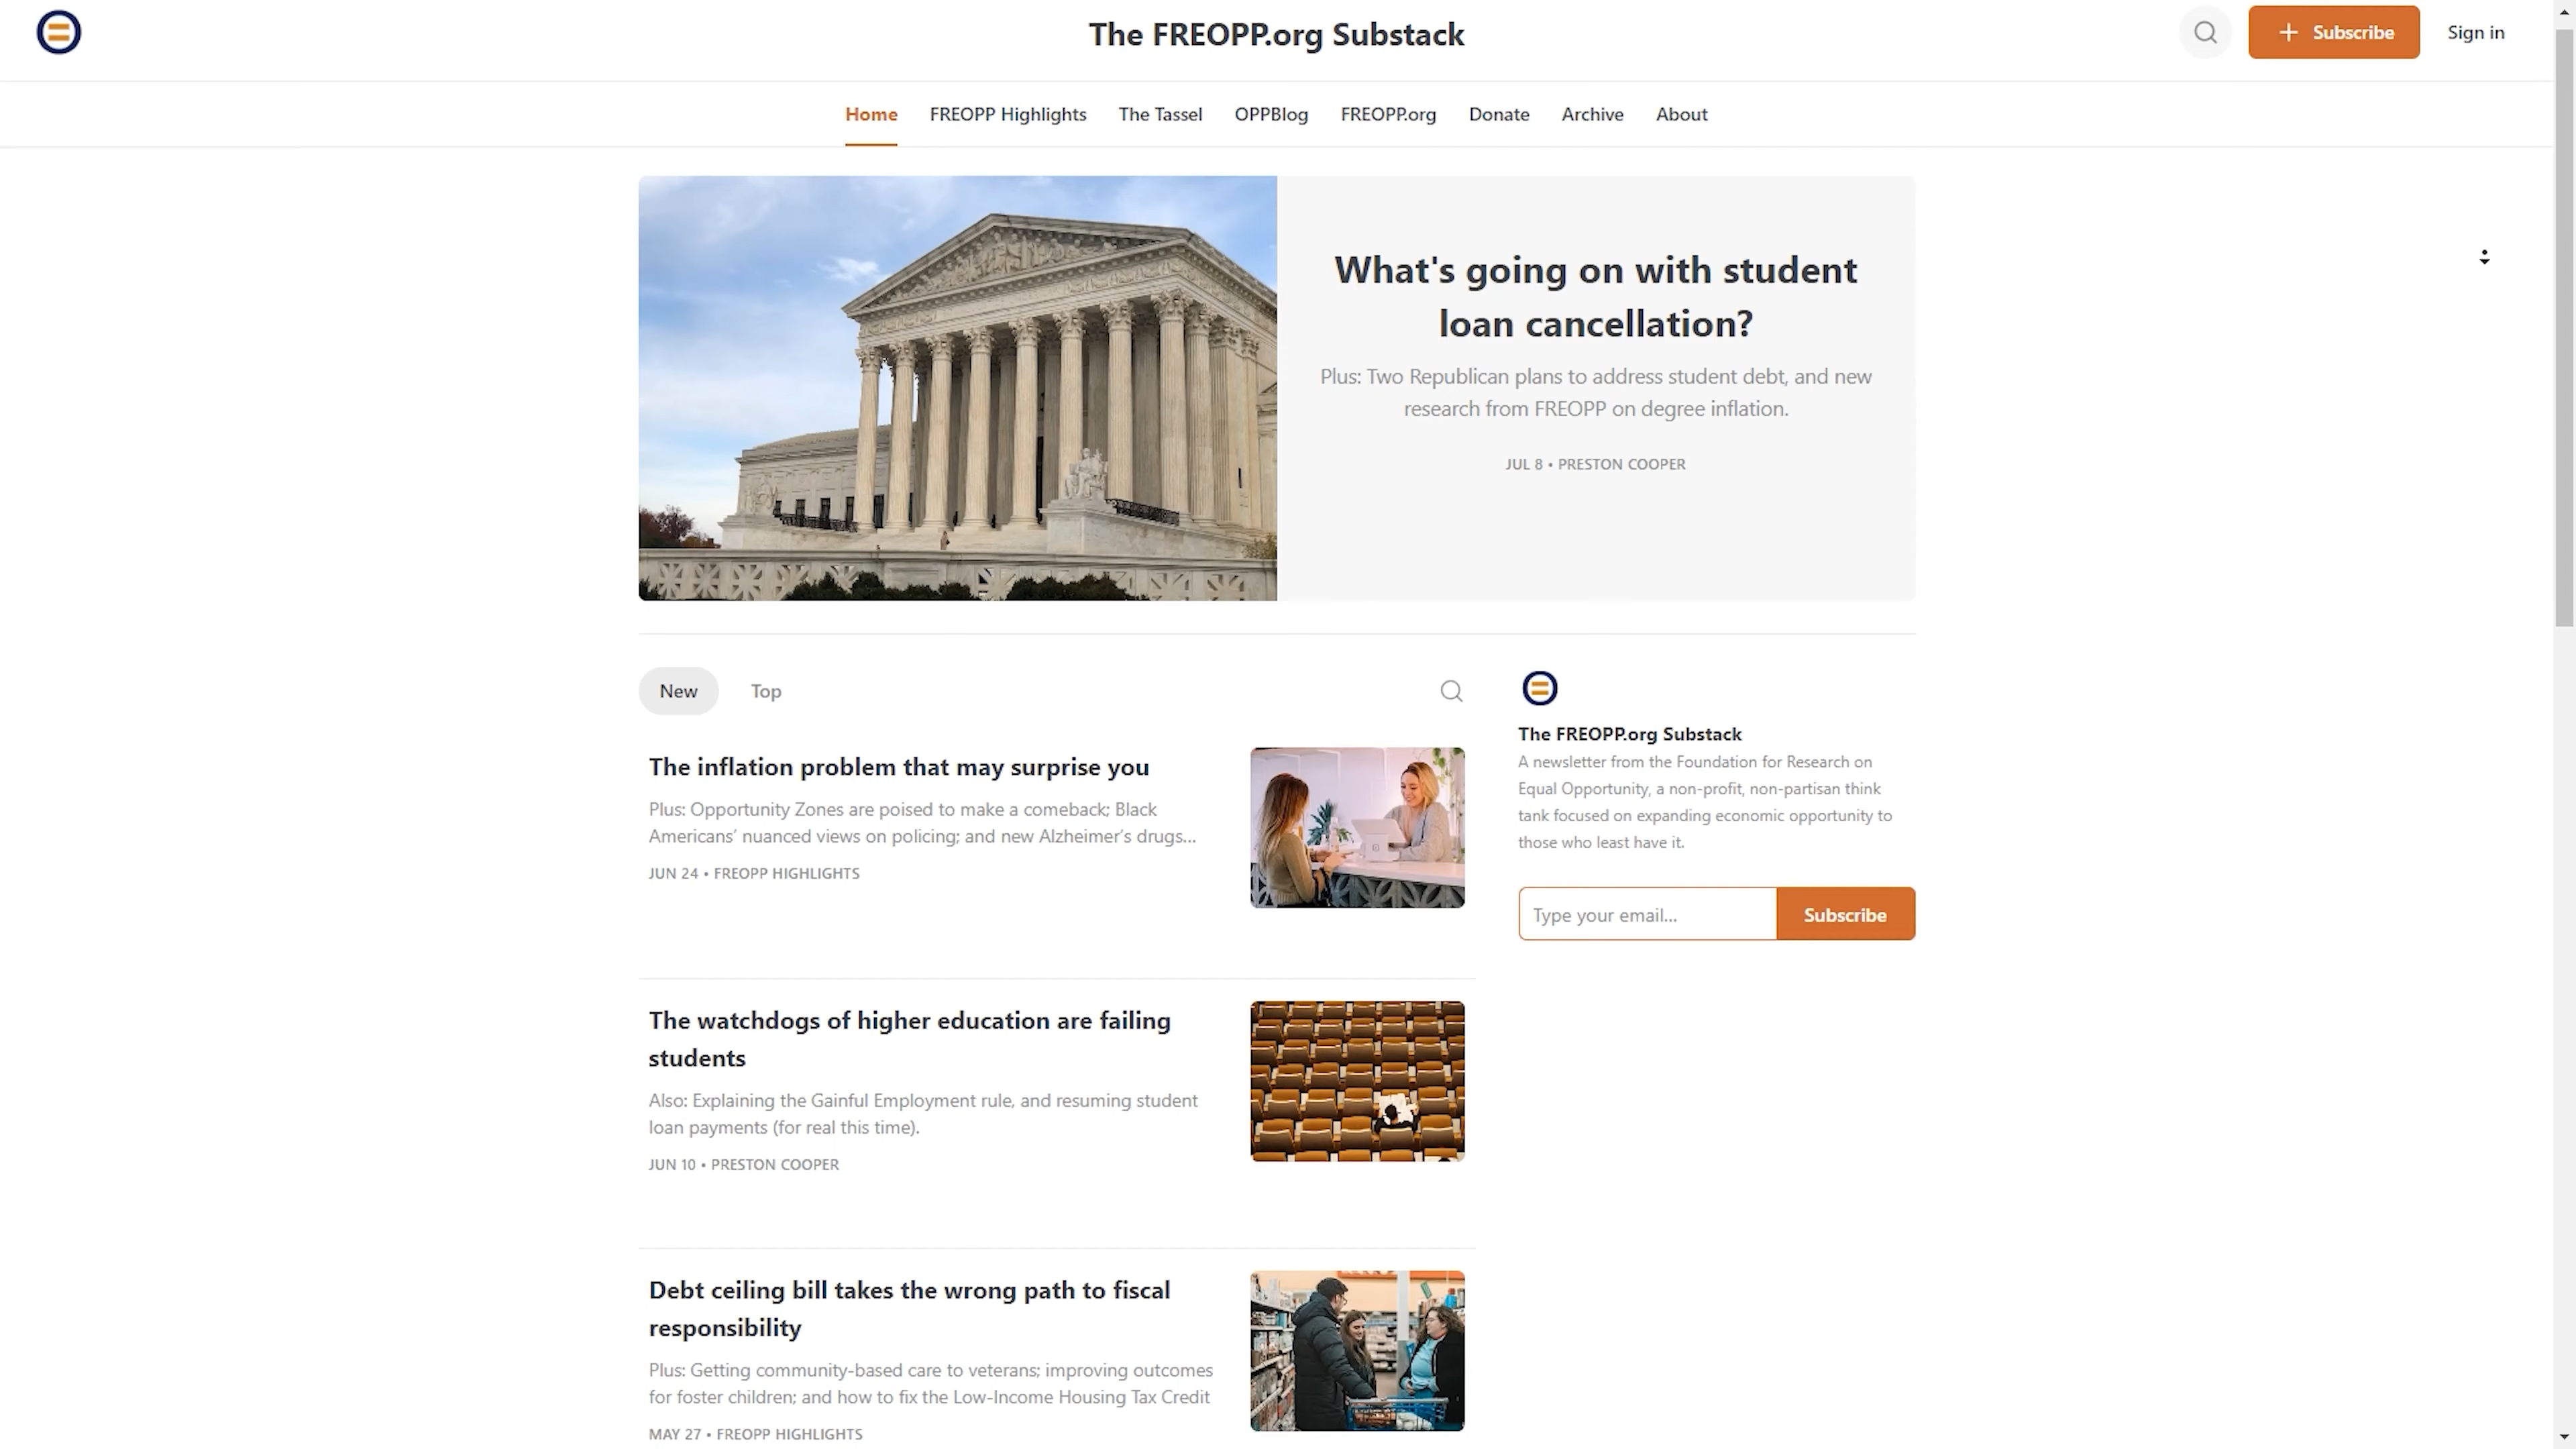 The FREOPP.org Substack
Subscribe
Sign in
Home
FREOPP Highlights
The Tassel
OPPBlog
FREOPP.org
Donate
Archive
About
What's going on with student
loan cancellation?
Plus: Two Republican plans to address student debt, and new
research from FREOPP on degree inflation.
JUL 8 • PRESTON COOPER
New
Top
The inflation problem that may surprise you
Plus: Opportunity Zones are poised to make a comeback; Black
Americans’ nuanced views on policing; and new Alzheimer’s drugs...
JUN 24 • FREOPP HIGHLIGHTS
The watchdogs of higher education are failing
students
Also: Explaining the Gainful Employment rule, and resuming student
loan payments (for real this time).
JUN 10 • PRESTON COOPER
Debt ceiling bill takes the wrong path to fiscal
responsibility
Plus: Getting community-based care to veterans; improving outcomes
for foster children; and how to fix the Low-Income Housing Tax Credit
MAY 27 • FREOPP HIGHLIGHTS
The FREOPP.org Substack
A newsletter from the Foundation for Research on
Equal Opportunity, a non-profit, non-partisan think
tank focused on expanding economic opportunity to
those who least have it.
Type your email...
Subscribe